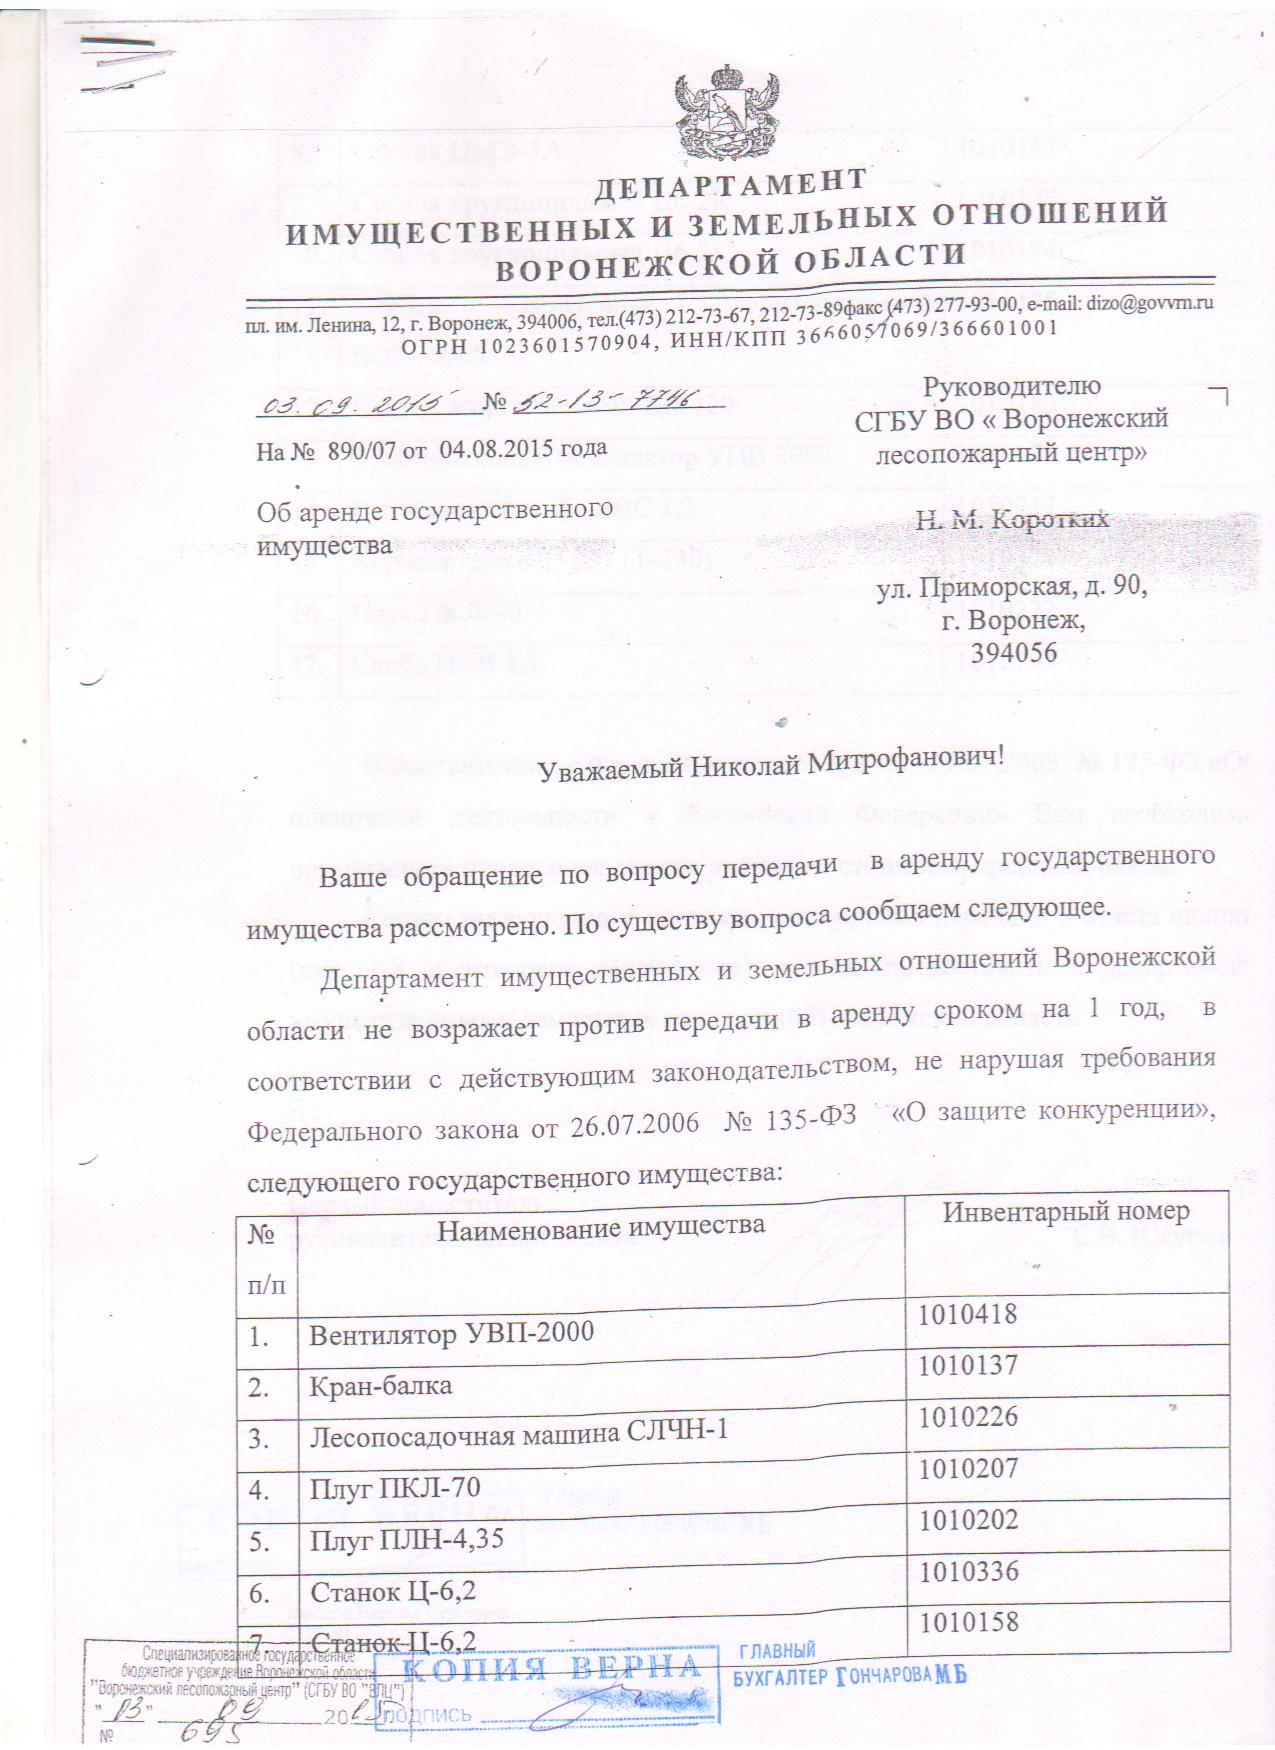 ДЕПАРТАМЕНТ
ИМУЩЕСТВЕННЫХ И ЗЕМЕЛЬНЫХ ОТНОШЕНИЙ
ВОРОНЕЖСКОЙ ОБЛАСТИ
пл. им. Ленина, 12, г. Воронеж, 394006, тел.(473) 212-73-67, 212-73-89факс (473) 277-93-00, e-mail: dizo@govvrn.ru
ОГРН 1023601570904, ИНН/КПП 3666057069/366601001
03.09.2015 № 52-13-7746
На № 890/07 от 04.08.2015 года
Об аренде государственного
имущества
Руководителю
СГБУ ВО « Воронежский
лесопожарный центр»
Н. М. Коротких
ул. Приморская, д. 90,
г. Воронеж,
394056
Уважаемый Николай Митрофанович!
Ваше обращение по вопросу передачи в аренду государственного
имущества рассмотрено. По существу вопроса сообщаем следующее.
Департамент имущественных и земельных отношений Воронежской
области не возражает против передачи в аренду сроком на 1 год, в
соответствии с действующим законодательством, не нарушая требования
Федерального закона от 26.07.2006 № 135-ФЗ «О защите конкуренции»,
следующего государственного имущества:
№ п/п Наименование имущества Инвентарный номер
1. Вентилятор УВП-2000 1010418
2. Кран-балка 1010137
3. Лесопосадочная машина СЛЧН-1 1010226
4. Плуг ПКЛ-70 1010207
5. Плуг ПЛН-4,35 1010202
6. Станок Ц-6,2 1010336
7. Станок Ц-6,2 1010158
Специализированное государственное
бюджетное учреждение Воронежской области
"Воронежский лесопожарный центр" (СГБУ ВО "ВЛЦ")
"03" 09 2015
№ 695
КОПИЯ ВЕРНА
ПОДПИСЬ
ГЛАВНЫЙ
БУХГАЛТЕР ГОНЧАРОВА МБ